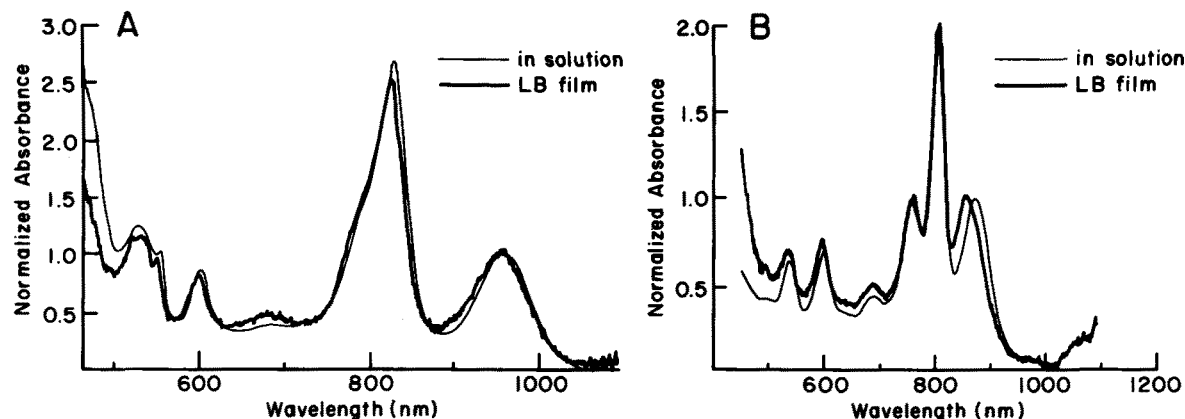 A
3.0
2.5
2.0
1.5
1.0
0.5
Normalized Absorbance
in solution
LB film
600
800
1000
Wavelength (nm)
B
2.0
1.5
1.0
0.5
Normalized Absorbance
in solution
LB film
600
800
1000
1200
Wavelength (nm)